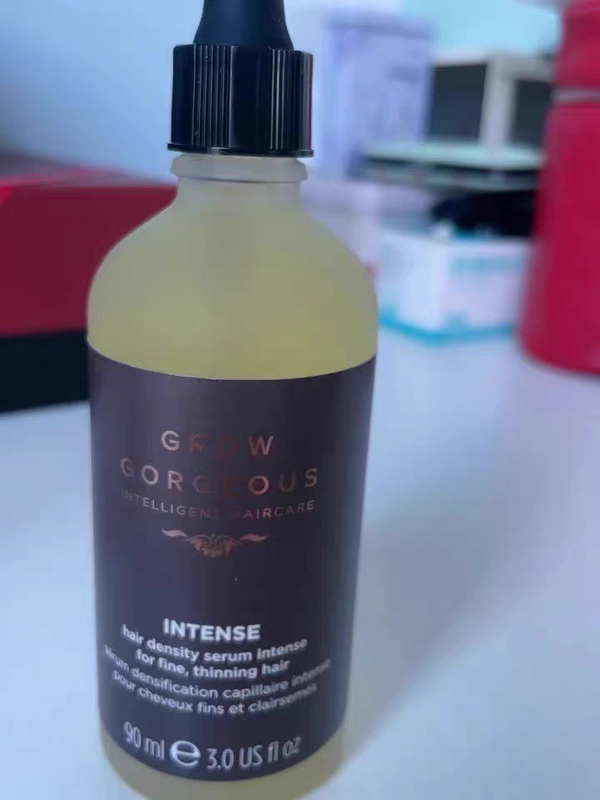 GROW
GORGEOUS
INTELLIGENT HAIRCARE
INTENSE
hair density serum intense
for fine, thinning hair
sérum densification capillaire intense
pour cheveux fins et clairsemés
90 ml e 3.0 US fl oz